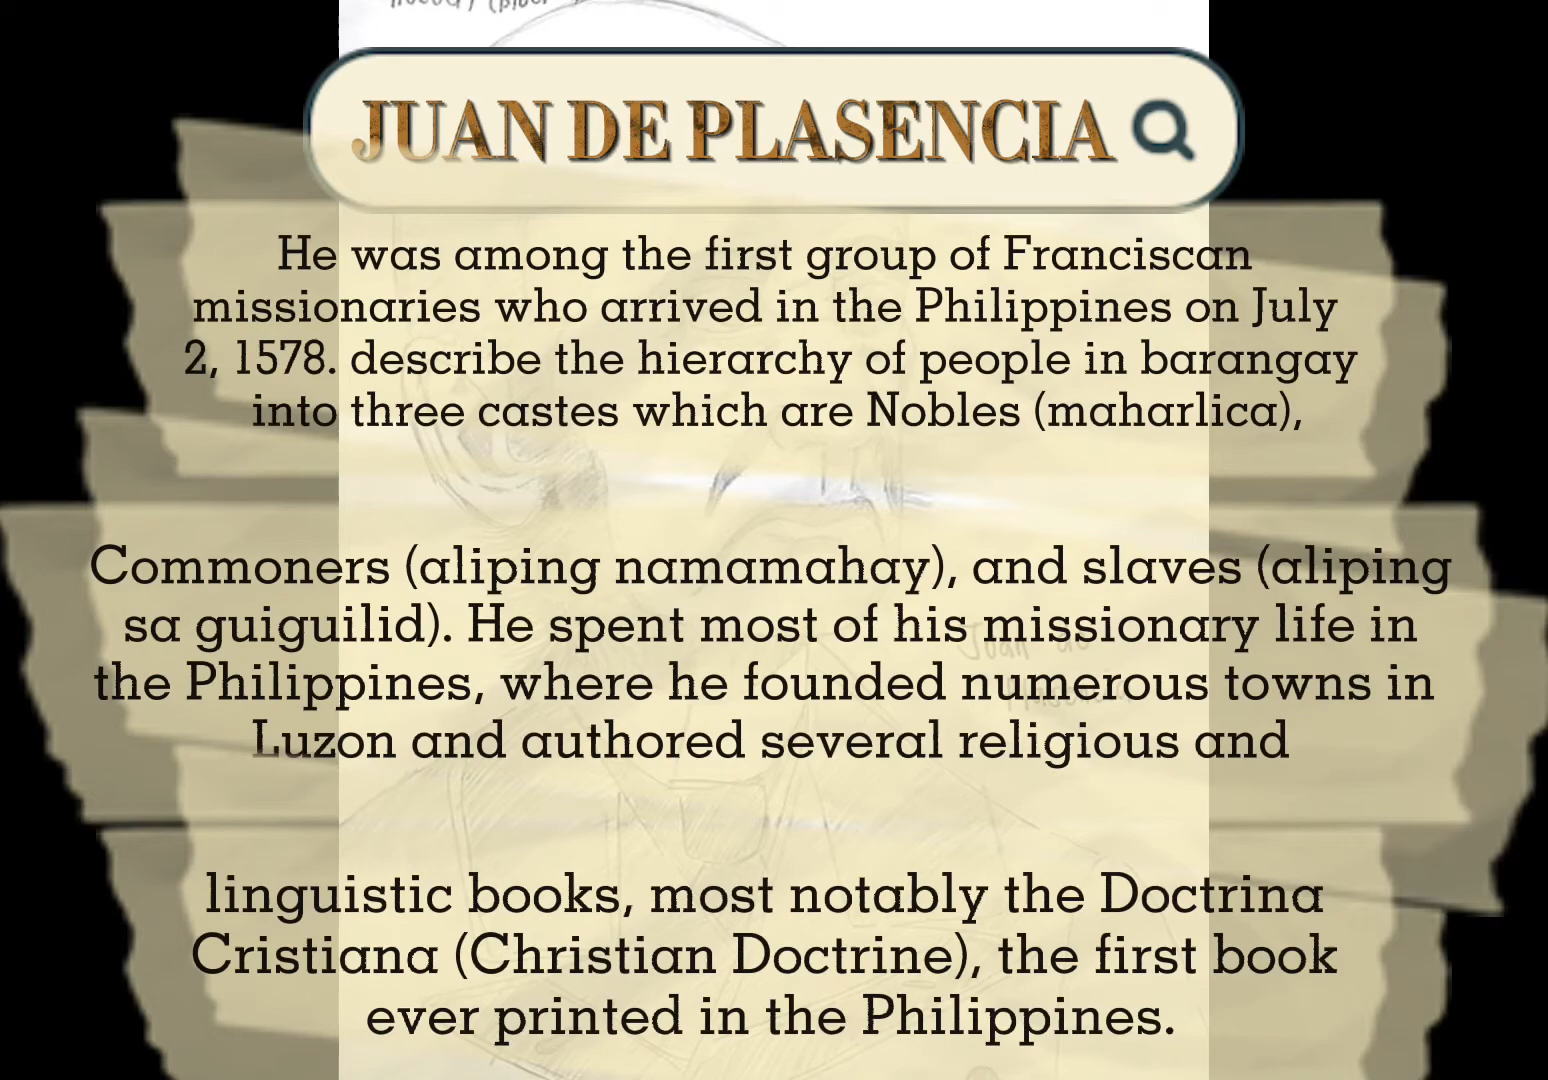 JUAN DE PLASENCIA
He was among the first group of Franciscan
missionaries who arrived in the Philippines on July
2, 1578. describe the hierarchy of people in barangay
into three castes which are Nobles (maharlica),
Commoners (aliping namamahay), and slaves (aliping
sa guiguilid). He spent most of his missionary life in
the Philippines, where he founded numerous towns in
Luzon and authored several religious and
linguistic books, most notably the Doctrina
Cristiana (Christian Doctrine), the first book
ever printed in the Philippines.